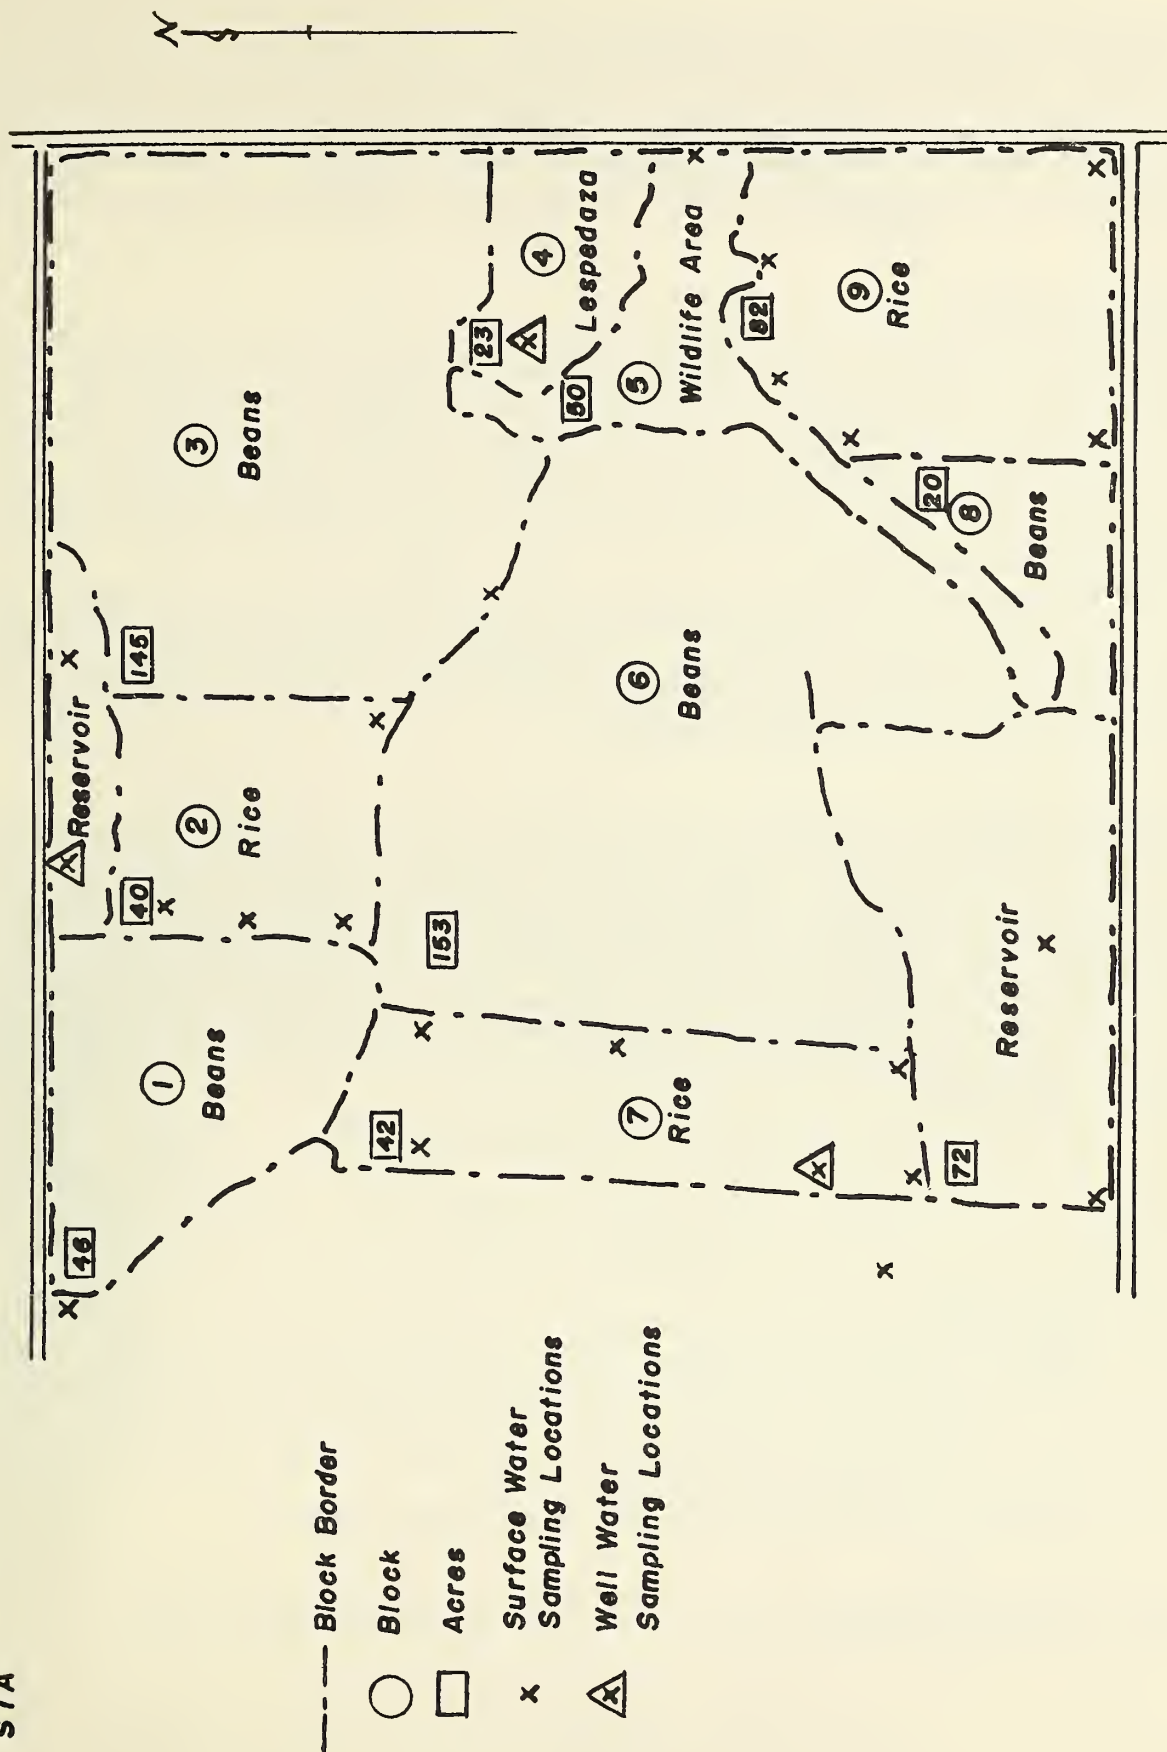 STA
N
Block Border
Block
Acres
Surface Water
Sampling Locations
Well Water
Sampling Locations
46
1
Beans
Reservoir
40
2
Rice
145
3
Beans
23
4
Lespedaza
50
5
Wildlife Area
153
6
Beans
42
7
Rice
82
9
Rice
20
8
Beans
72
Reservoir